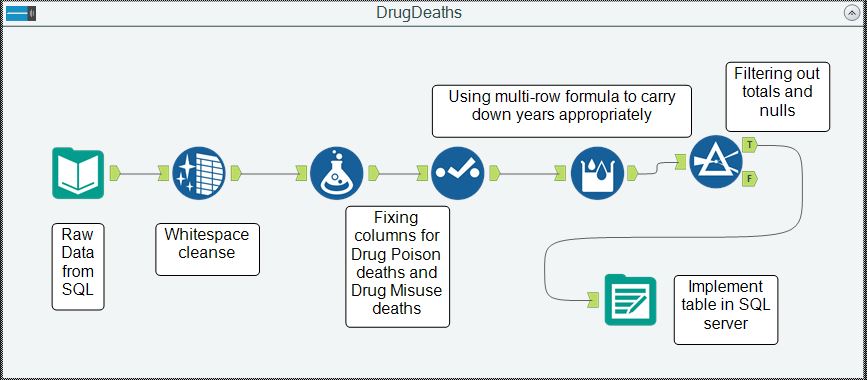 DrugDeaths
Filtering out
totals and
nulls
Using multi-row formula to carry
down years appropriately
T
F
Raw
Data
from
SQL
Whitespace
cleanse
Fixing
columns for
Drug Poison
deaths and
Drug Misuse
deaths
Implement
table in SQL
server